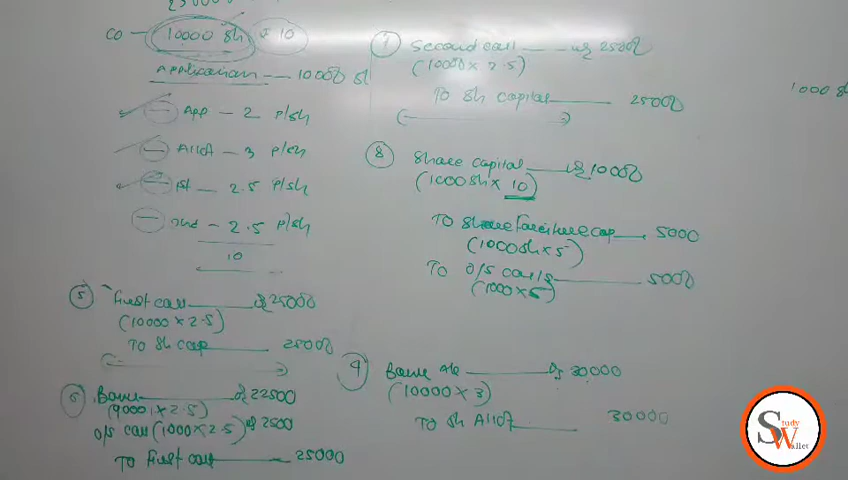 CO — 10000 Sh @ 10
Application — 10000 sh
App — 2 P/sh
Allot — 3 P/sh
1st — 2.5 P/sh
2nd — 2.5 P/sh
10
5 First call — Dr 25000
(10000 × 2.5)
To Sh cap — 25000
6 Bank — Dr 22500
(9000 × 2.5)
O/S call (1000 × 2.5) Dr 2500
To First call — 25000
7 Second call — Dr 25000
(10000 × 2.5)
To Sh capital — 25000
8 Share capital — Dr 10000
(1000 sh × 10)
To Share Forfeiture cap — 5000
(1000 sh × 5)
To O/S calls — 5000
(1000 × 5)
4 Bank A/c — Dr 30000
(10000 × 3)
To Sh Allot — 30000
1000 sh
Study
Wallet